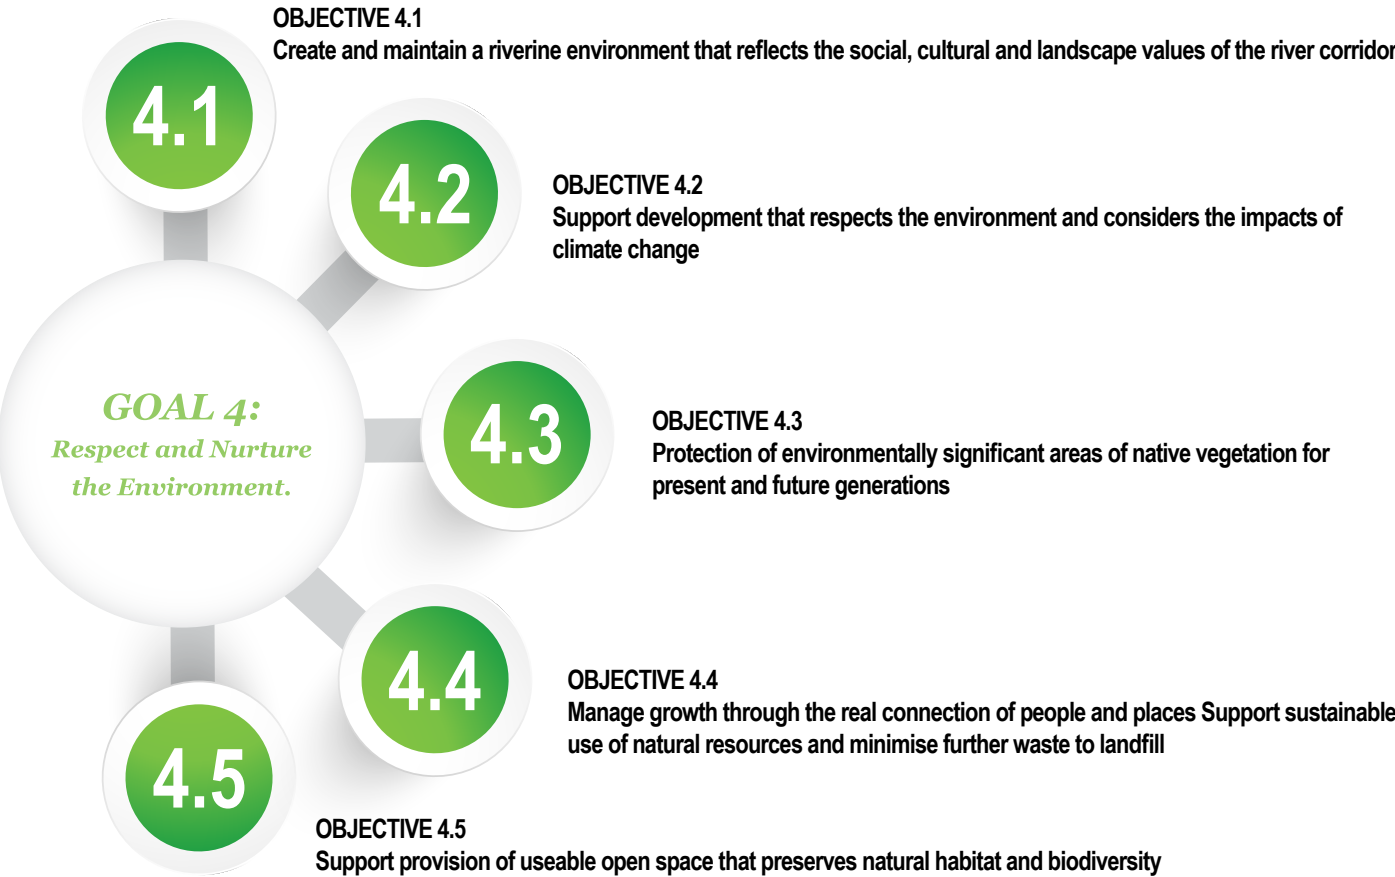 OBJECTIVE 4.1
Create and maintain a riverine environment that reflects the social, cultural and landscape values of the river corridor
4.1
4.2
OBJECTIVE 4.2
Support development that respects the environment and considers the impacts of
climate change
GOAL 4:
Respect and Nurture
the Environment.
4.3
OBJECTIVE 4.3
Protection of environmentally significant areas of native vegetation for
present and future generations
4.4
OBJECTIVE 4.4
Manage growth through the real connection of people and places Support sustainable
use of natural resources and minimise further waste to landfill
4.5
OBJECTIVE 4.5
Support provision of useable open space that preserves natural habitat and biodiversity